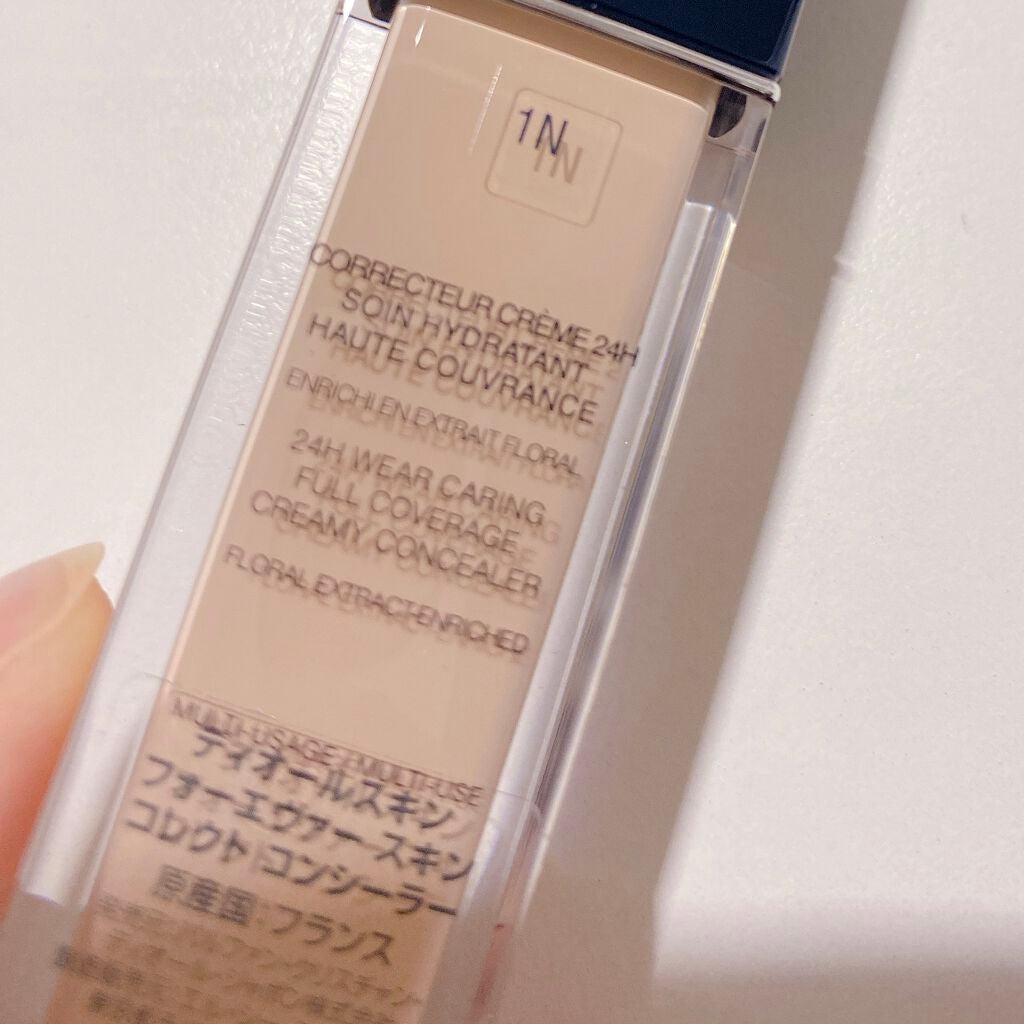 1N
CORRECTEUR CRÈME 24H
SOIN HYDRATANT
HAUTE COUVRANCE
ENRICHI EN EXTRAIT FLORAL
24H WEAR CARING
FULL COVERAGE
CREAMY CONCEALER
FLORAL EXTRACT-ENRICHED
MULTI-USAGE / MULTI-USE
ディオールスキン
フォーエヴァー スキン
コレクト コンシーラー
原産国:フランス